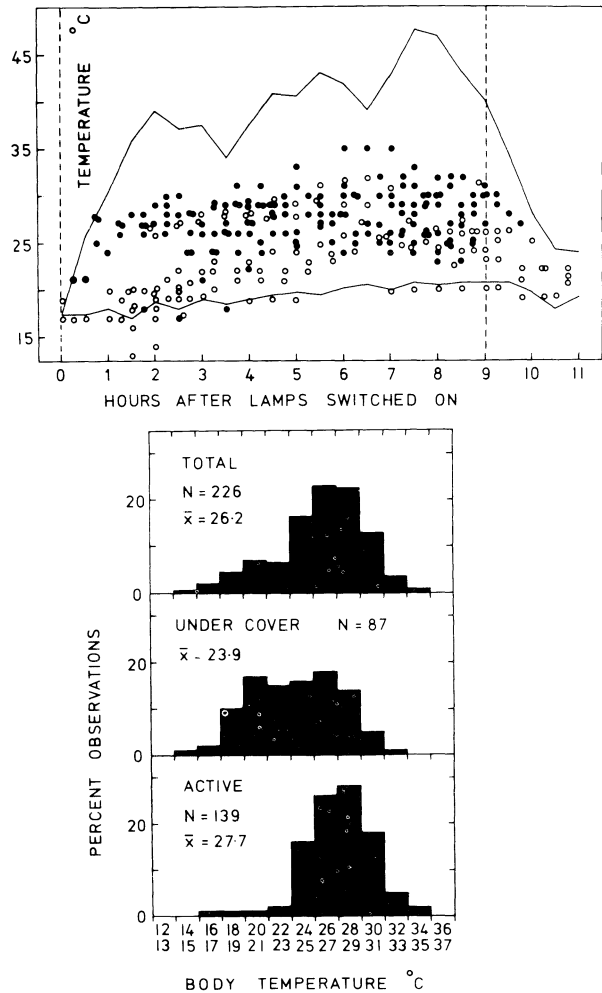 °C
TEMPERATURE
45
35
25
15
0 1 2 3 4 5 6 7 8 9 10 11
HOURS AFTER LAMPS SWITCHED ON
TOTAL
N = 226
x̄ = 26·2
20
0
UNDER COVER N = 87
x̄ - 23·9
20
0
ACTIVE
N = 139
x̄ = 27·7
20
0
PERCENT OBSERVATIONS
12 14 16 18 20 22 24 26 28 30 32 34 36
13 15 17 19 21 23 25 27 29 31 33 35 37
BODY TEMPERATURE °C